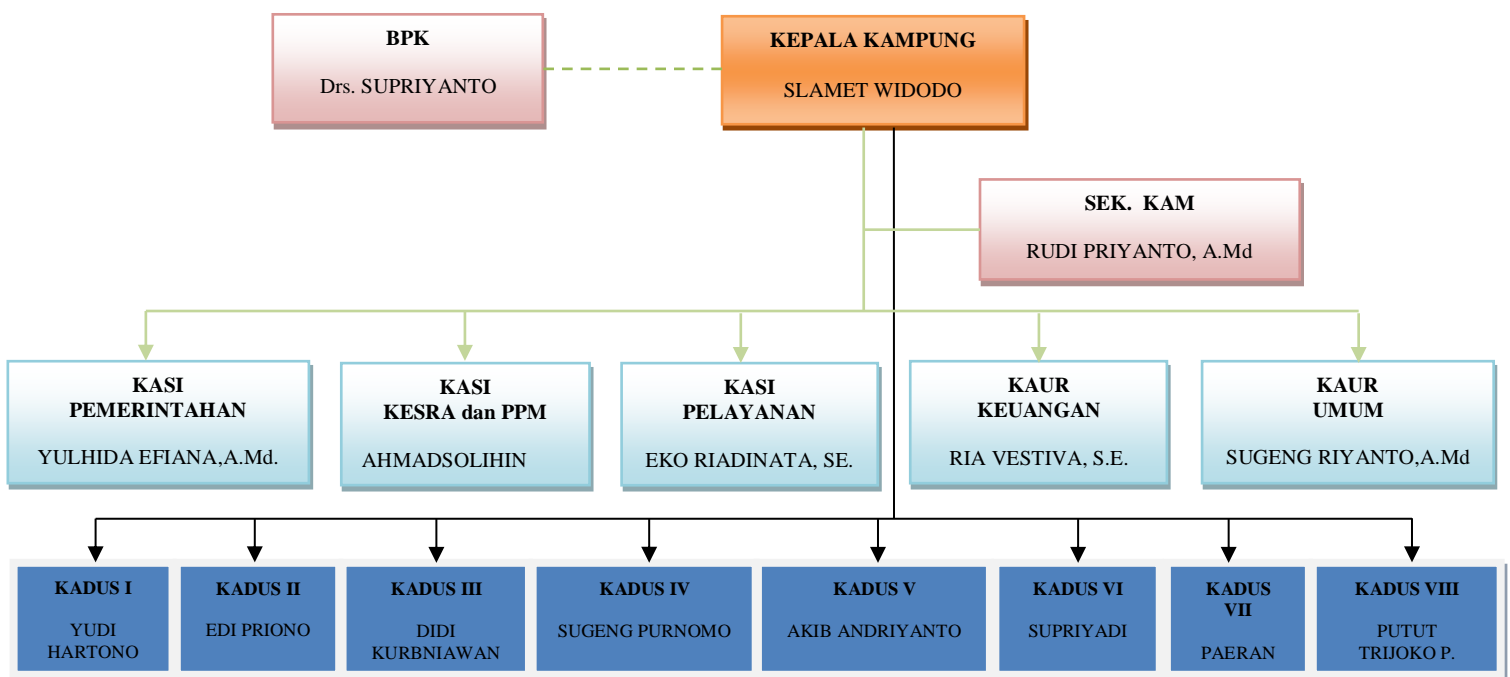 BPK
Drs. SUPRIYANTO
KEPALA KAMPUNG
SLAMET WIDODO
SEK. KAM
RUDI PRIYANTO, A.Md
KASI
PEMERINTAHAN
YULHIDA EFIANA,A.Md.
KASI
KESRA dan PPM
AHMADSOLIHIN
KASI
PELAYANAN
EKO RIADINATA, SE.
KAUR
KEUANGAN
RIA VESTIVA, S.E.
KAUR
UMUM
SUGENG RIYANTO,A.Md
KADUS I
YUDI
HARTONO
KADUS II
EDI PRIONO
KADUS III
DIDI
KURBNIAWAN
KADUS IV
SUGENG PURNOMO
KADUS V
AKIB ANDRIYANTO
KADUS VI
SUPRIYADI
KADUS
VII
PAERAN
KADUS VIII
PUTUT
TRIJOKO P.